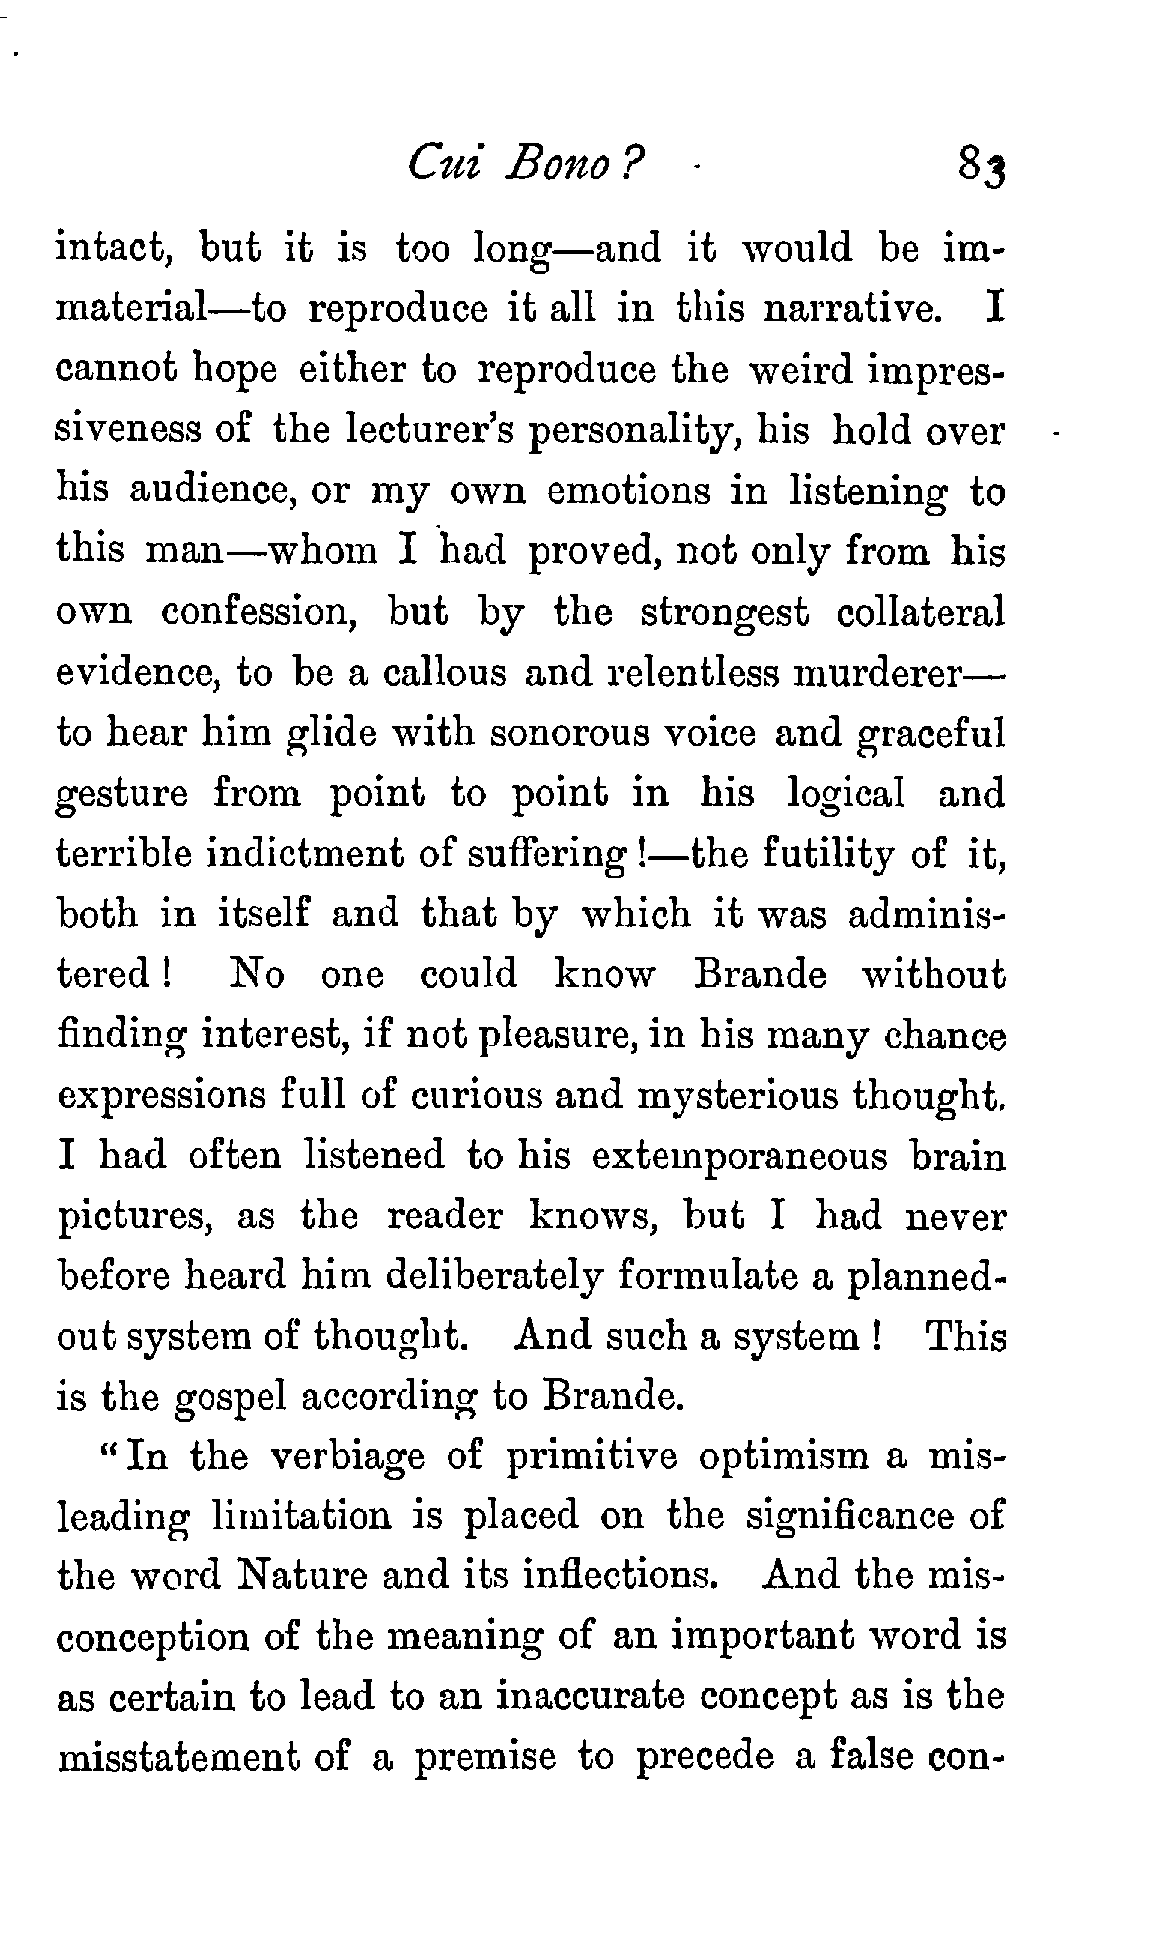 Cui Bono? 83
intact, but it is too long—and it would be im-
material—to reproduce it all in this narrative. I
cannot hope either to reproduce the weird impres-
siveness of the lecturer's personality, his hold over
his audience, or my own emotions in listening to
this man—whom I had proved, not only from his
own confession, but by the strongest collateral
evidence, to be a callous and relentless murderer—
to hear him glide with sonorous voice and graceful
gesture from point to point in his logical and
terrible indictment of suffering!—the futility of it,
both in itself and that by which it was adminis-
tered! No one could know Brande without
finding interest, if not pleasure, in his many chance
expressions full of curious and mysterious thought.
I had often listened to his extemporaneous brain
pictures, as the reader knows, but I had never
before heard him deliberately formulate a planned-
out system of thought. And such a system! This
is the gospel according to Brande.
"In the verbiage of primitive optimism a mis-
leading limitation is placed on the significance of
the word Nature and its inflections. And the mis-
conception of the meaning of an important word is
as certain to lead to an inaccurate concept as is the
misstatement of a premise to precede a false con-